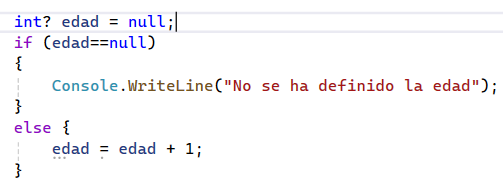 int? edad = null;
if (edad==null)
{
    Console.WriteLine("No se ha definido la edad");
}
else {
    edad = edad + 1;
}